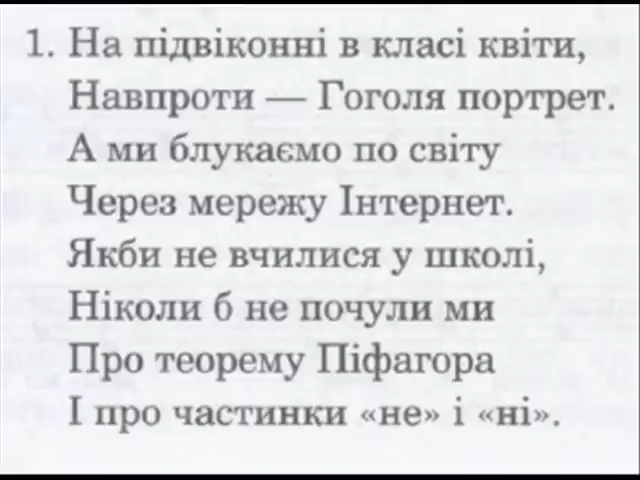 1. На підвіконні в класі квіти,
Навпроти — Гоголя портрет.
А ми блукаємо по світу
Через мережу Інтернет.
Якби не вчилися у школі,
Ніколи б не почули ми
Про теорему Піфагора
І про частинки «не» і «ні».